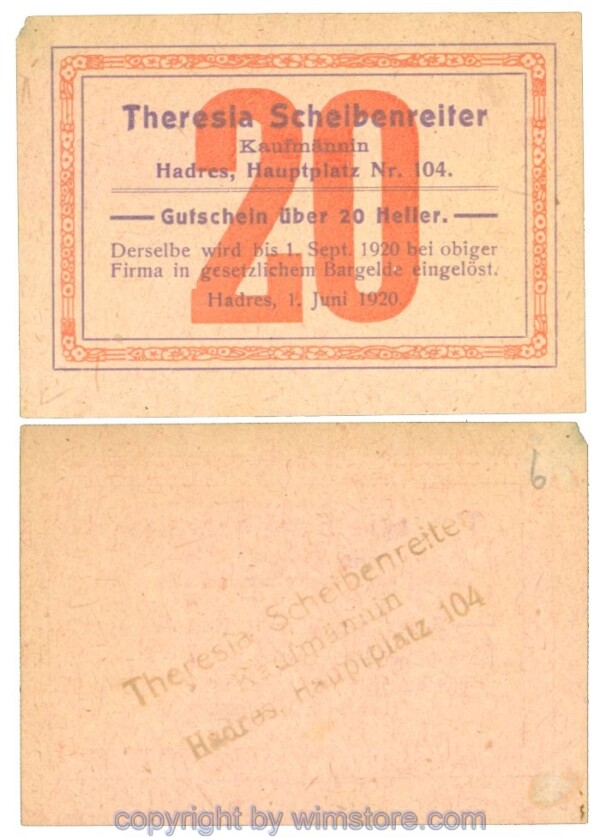 20
Theresia Scheibenreiter
Kaufmännin
Hadres, Hauptplatz Nr. 104.
Gutschein über 20 Heller.
Derselbe wird bis 1. Sept. 1920 bei obiger
Firma in gesetzlichem Bargelde eingelöst.
Hadres, 1. Juni 1920.
6
Theresia Scheibenreiter
Kaufmännin
Hadres, Hauptplatz 104
copyright by wimstore.com